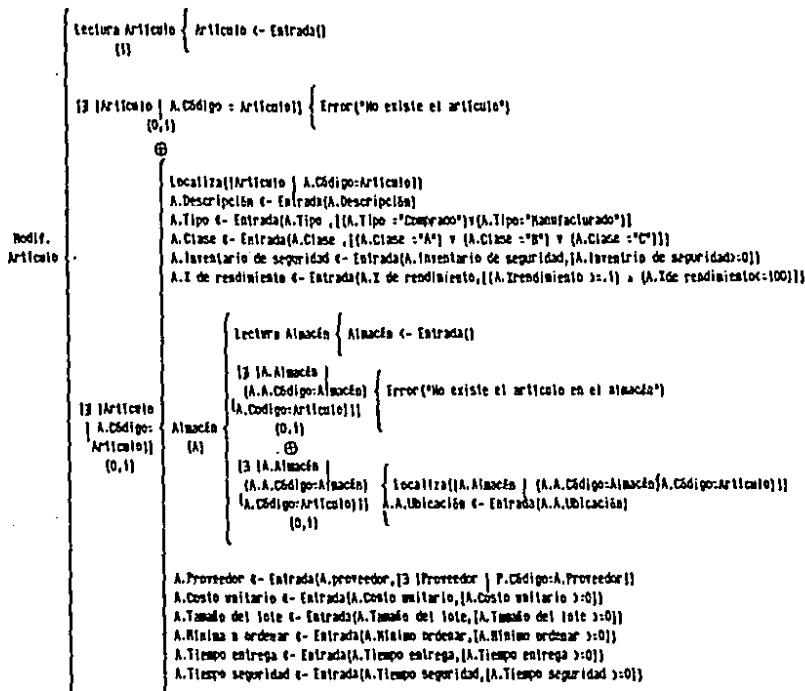 Lectura Artículo { Artículo <- Entrada()
(1)
[∃ |Artículo | A.Código = Artículo|] { Error("No existe el artículo")
(0,1)
⊕
Localiza(|Artículo | A.Código=Artículo|)
A.Descripción <- Entrada(A.Descripción)
A.Tipo <- Entrada(A.Tipo ,[(A.Tipo ="Comprado")v(A.Tipo="Manufacturado")]
A.Clase <- Entrada(A.Clase ,[(A.Clase ="A") v (A.Clase ="B") v (A.Clase ="C")])
Modif.
Artículo
A.Inventario de seguridad <- Entrada(A.Inventario de seguridad,[A.Inventrio de seguridad>=0])
A.% de rendimiento <- Entrada(A.% de rendimiento,[(A.%rendimiento >=.1) ∧ (A.%de rendimiento<=100)])
Lectura Almacén { Almacén <- Entrada()
[∃ |A.Almacén |
(A.A.Código=Almacén) { Error("No existe el artículo en el almacén")
(A.Codigo=Artículo)|]
(0,1)
⊕
[∃ |Artículo
| A.Código=
Artículo|]
(0,1)
Almacén
(A)
[∃ |A.Almacén |
(A.A.Código=Almacén) { Localiza(|A.Almacén | (A.A.Código=Almacén)A.Código=Artículo)|)
(A.Código=Artículo)|] A.A.Ubicación <- Entrada(A.A.Ubicación)
(0,1)
A.Proveedor <- Entrada(A.proveedor,[∃ |Proveedor | P.Código=A.Proveedor|]
A.Costo unitario <- Entrada(A.Costo unitario,[A.Costo unitario >=0])
A.Tamaño del lote <- Entrada(A.Tamaño del lote,[A.Tamaño del lote >=0])
A.Mínima a ordenar <- Entrada(A.Mínimo ordenar,[A.Mínimo ordenar >=0])
A.Tiempo entrega <- Entrada(A.Tiempo entrega,[A.Tiempo entrega >=0])
A.Tiempo seguridad <- Entrada(A.Tiempo seguridad,[A.Tiempo seguridad >=0])